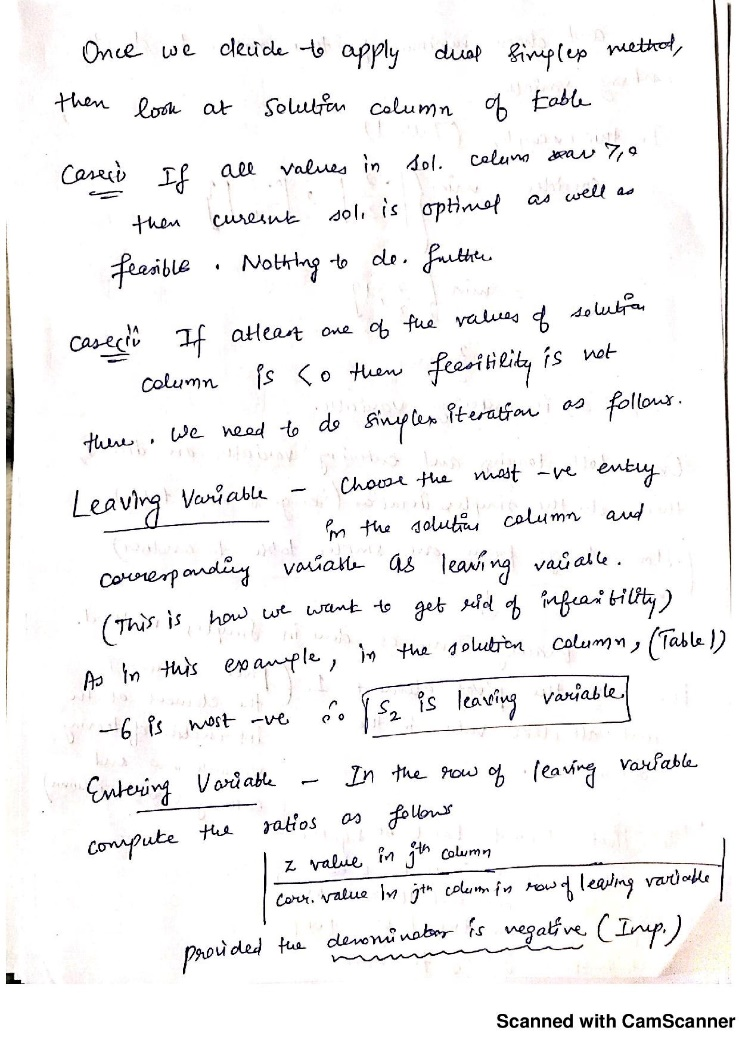 Once we decide to apply dual simplex method,
then look at solution column of table
Case(i) If all values in sol. column are ≥ 0
then curesnt sol. is optimal as well as
feasible. Nothing to do. further
Case(ii) If atleast one of the values of solution
column is <0 then feasibility is not
there. We need to do simplex iteration as follows.
Leaving Variable - Choose the most -ve entry
in the solution column and
corresponding variable as leaving variable.
(This is how we want to get rid of infeasibility)
As in this example, in the solution column, (Table 1)
-6 is most -ve ∴ S₂ is leaving variable
Entering Variable - In the row of leaving variable
compute the ratios as follows
| z value in jth column
corr. value in jth column in row of leaving variable |
provided the denominator is negative (Imp.)
Scanned with CamScanner